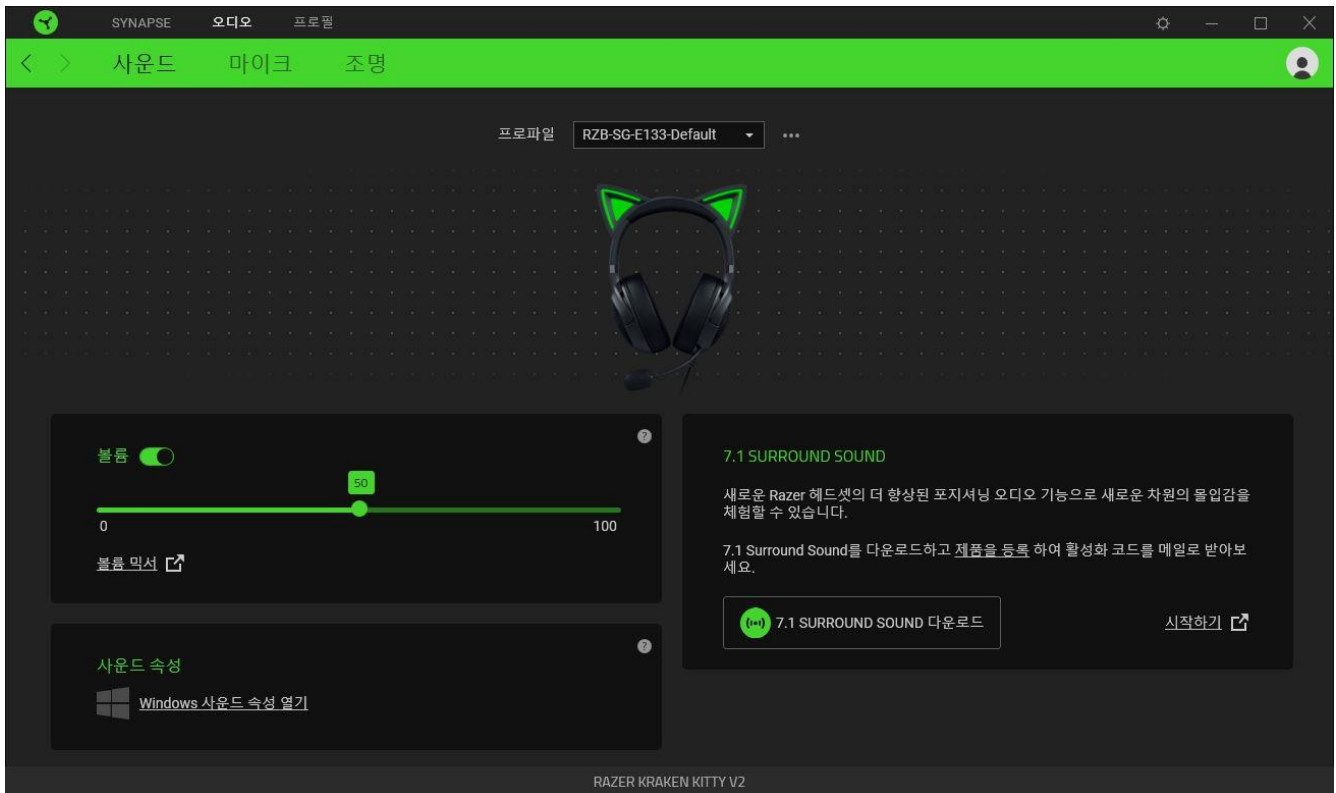 SYNAPSE 오디오 프로필
사운드 마이크 조명
프로파일 RZB-SG-E133-Default
볼륨
50
0 100
볼륨 믹서
사운드 속성
Windows 사운드 속성 열기
7.1 SURROUND SOUND
새로운 Razer 헤드셋의 더 향상된 포지셔닝 오디오 기능으로 새로운 차원의 몰입감을
체험할 수 있습니다.
7.1 Surround Sound를 다운로드하고 제품을 등록 하여 활성화 코드를 메일로 받아보
세요.
7.1 SURROUND SOUND 다운로드 시작하기
RAZER KRAKEN KITTY V2